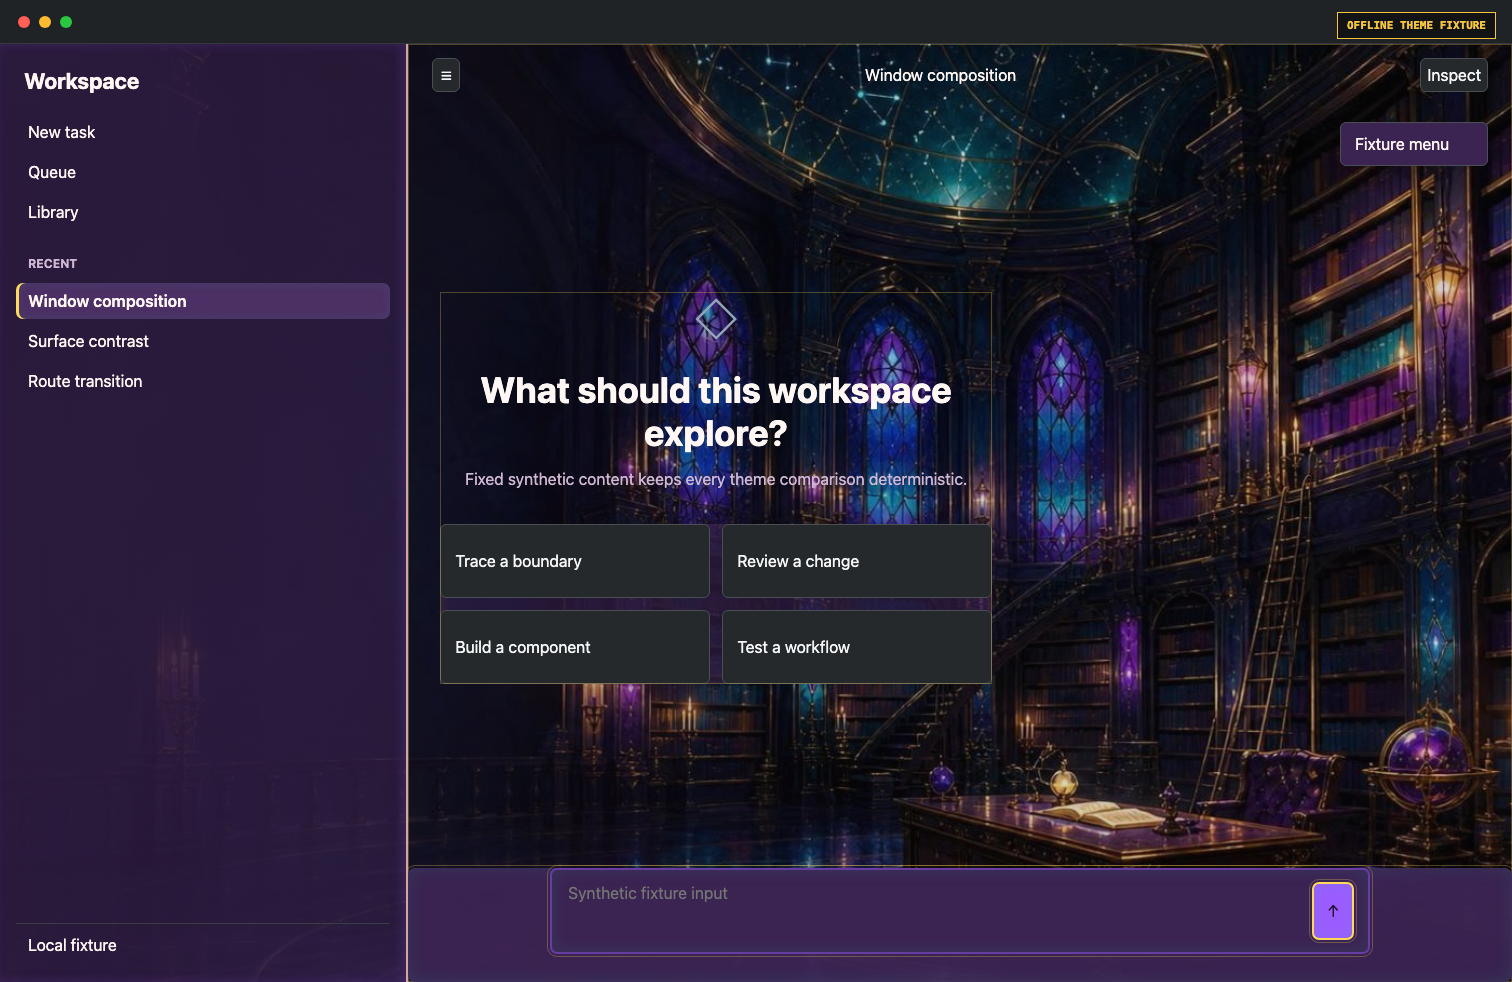 OFFLINE THEME FIXTURE
Workspace
New task
Queue
Library
RECENT
Window composition
Surface contrast
Route transition
Local fixture
Window composition
Inspect
Fixture menu
What should this workspace
explore?
Fixed synthetic content keeps every theme comparison deterministic.
Trace a boundary
Review a change
Build a component
Test a workflow
Synthetic fixture input